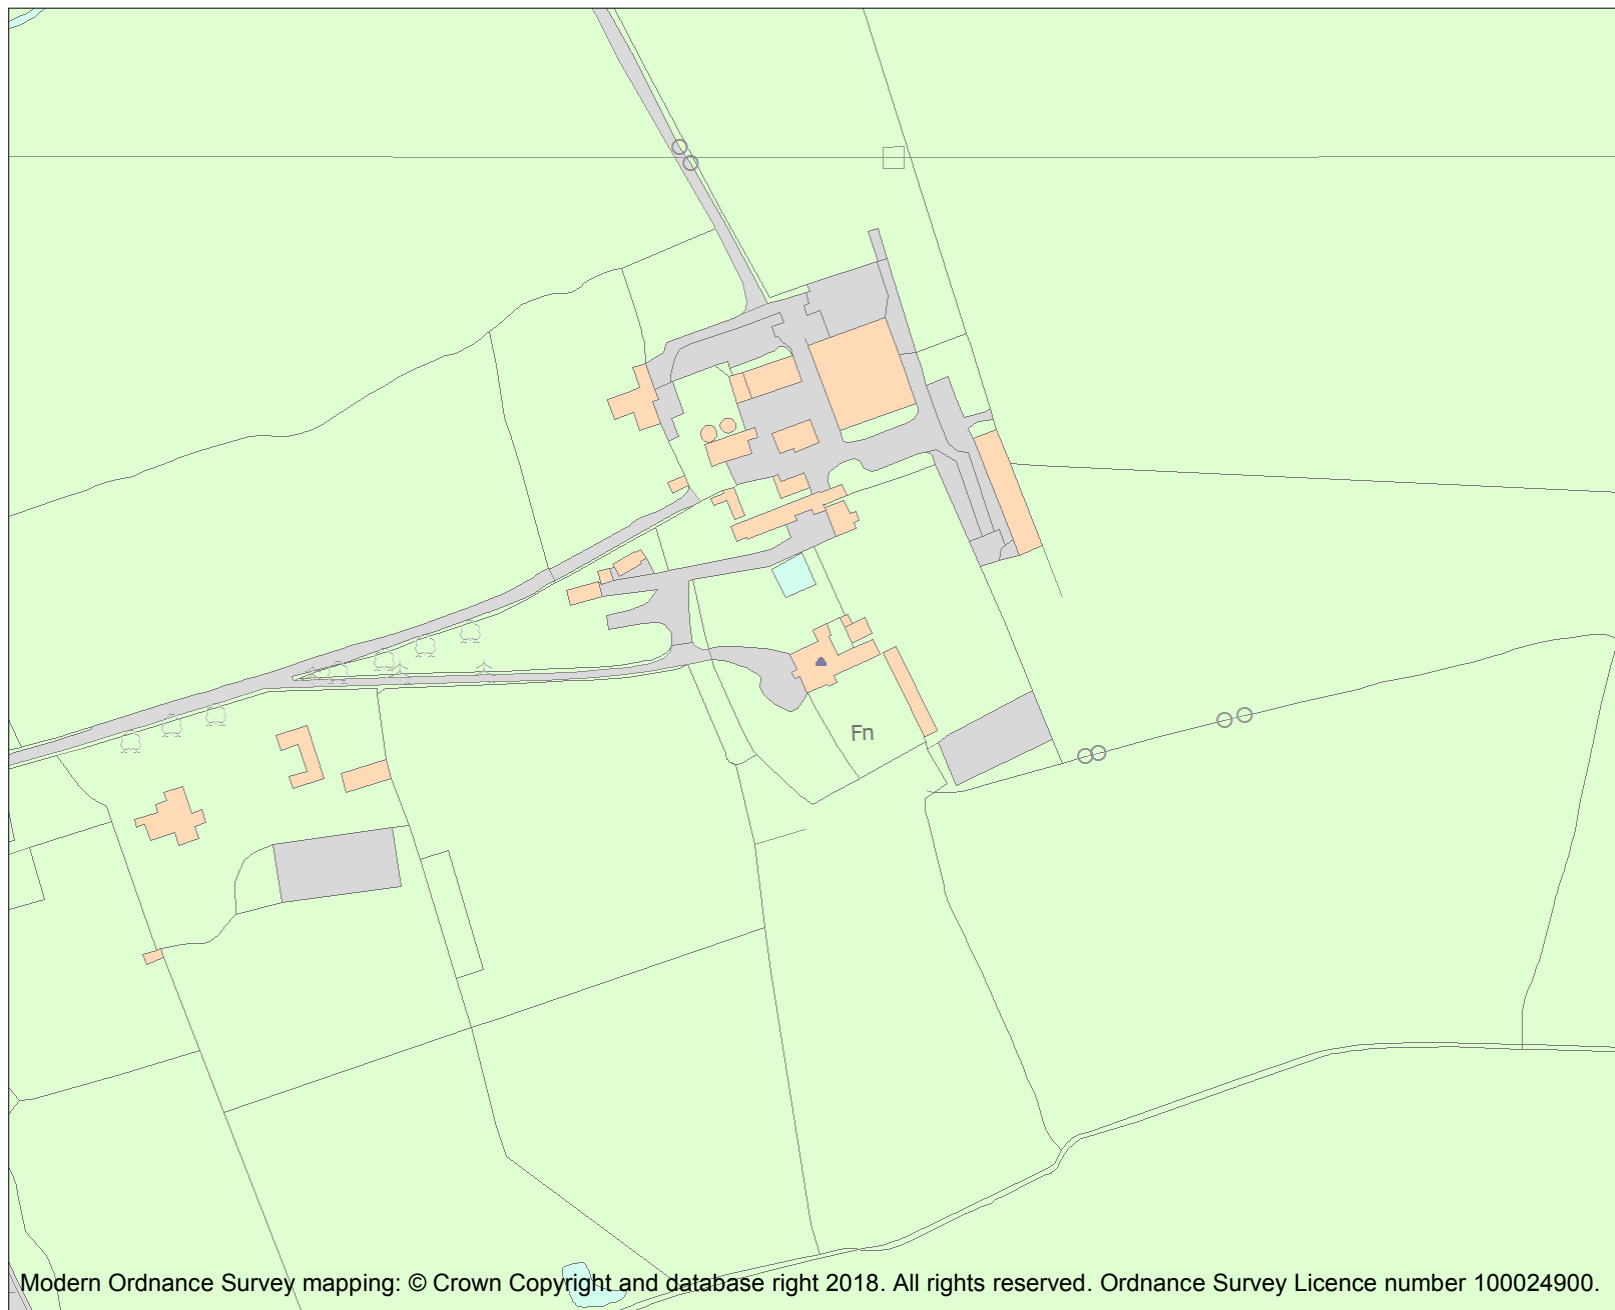 Fn
Modern Ordnance Survey mapping: © Crown Copyright and database right 2018. All rights reserved. Ordnance Survey Licence number 100024900.